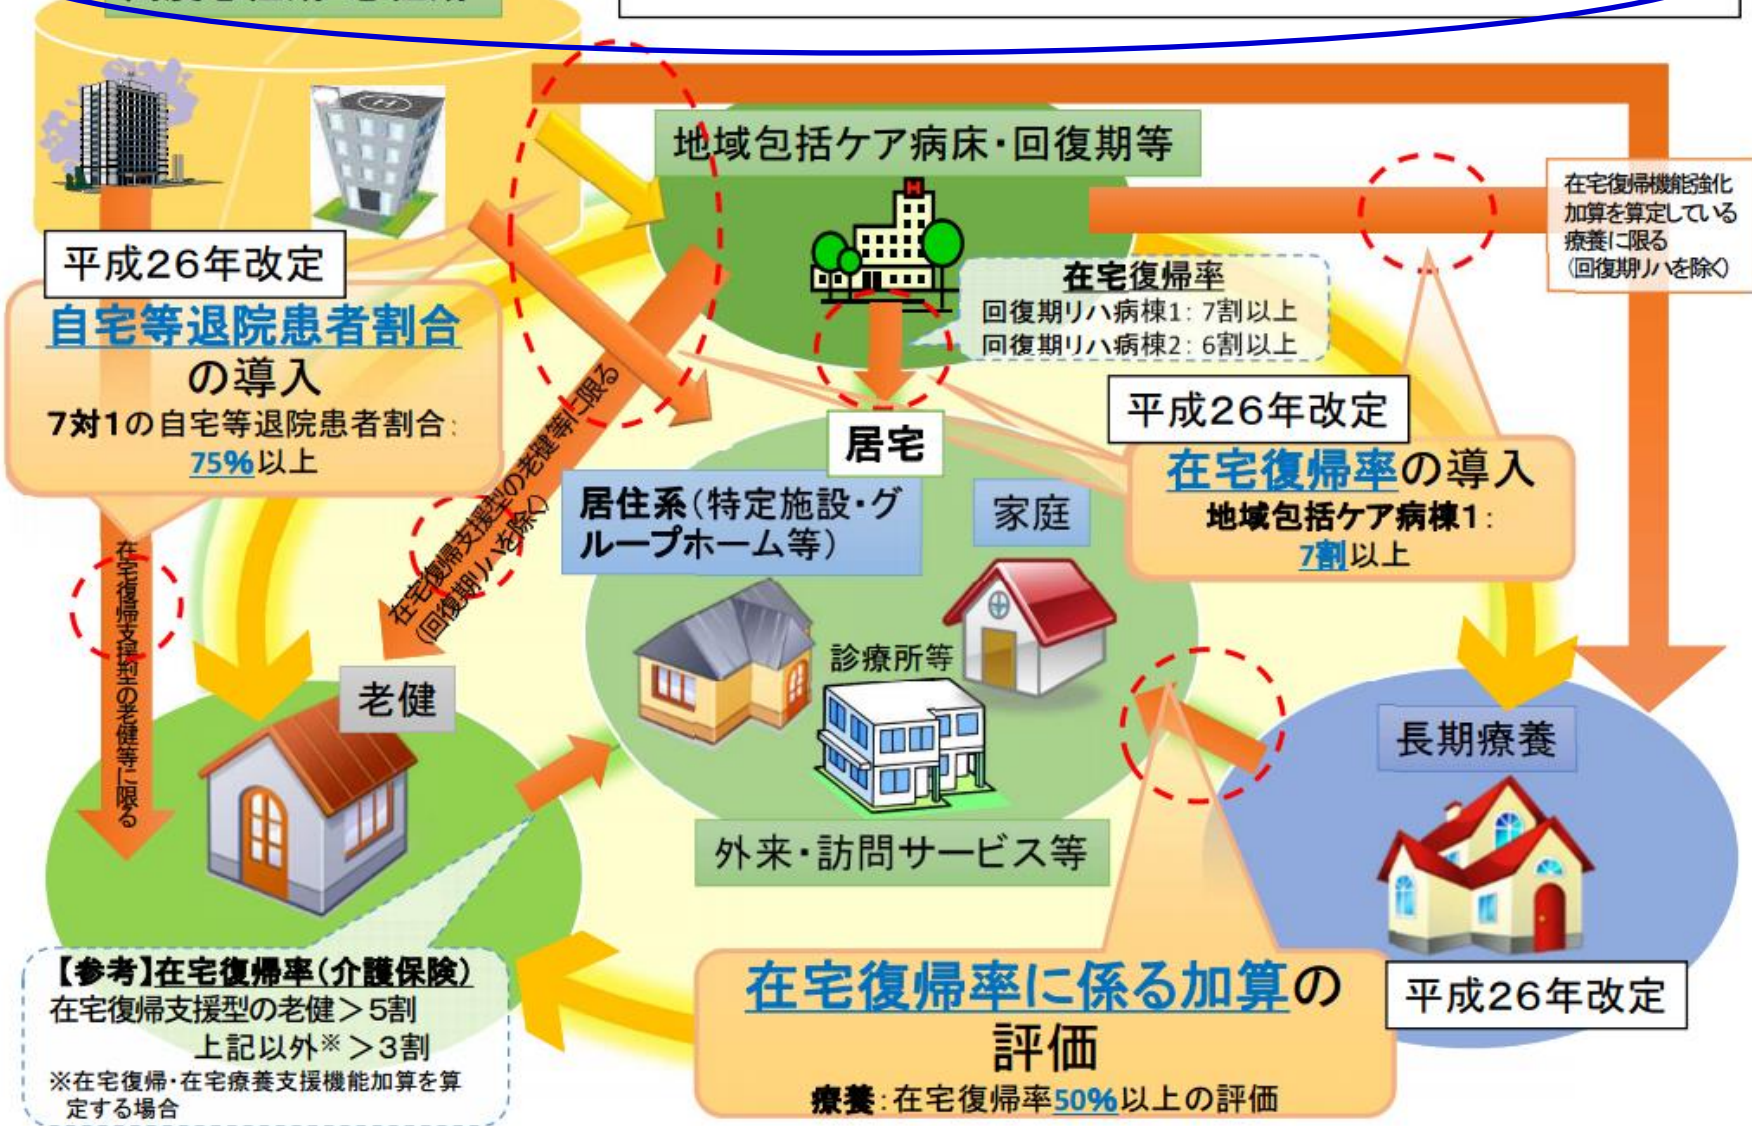 地域包括ケア病床・回復期等
在宅復帰機能強化
加算を算定している
療養に限る
(回復期リハを除く)
平成26年改定
自宅等退院患者割合
の導入
7対1の自宅等退院患者割合:
75%以上
在宅復帰率
回復期リハ病棟1: 7割以上
回復期リハ病棟2: 6割以上
平成26年改定
在宅復帰率の導入
地域包括ケア病棟1:
7割以上
在宅復帰支援型の老健等に限る
(回復期リハを除く)
居宅
居住系(特定施設・グ
ループホーム等)
家庭
診療所等
在宅復帰支援型の老健等に限る
老健
長期療養
外来・訪問サービス等
【参考】在宅復帰率(介護保険)
在宅復帰支援型の老健>5割
上記以外※>3割
※在宅復帰・在宅療養支援機能加算を算
定する場合
在宅復帰率に係る加算の
評価
療養:在宅復帰率50%以上の評価
平成26年改定